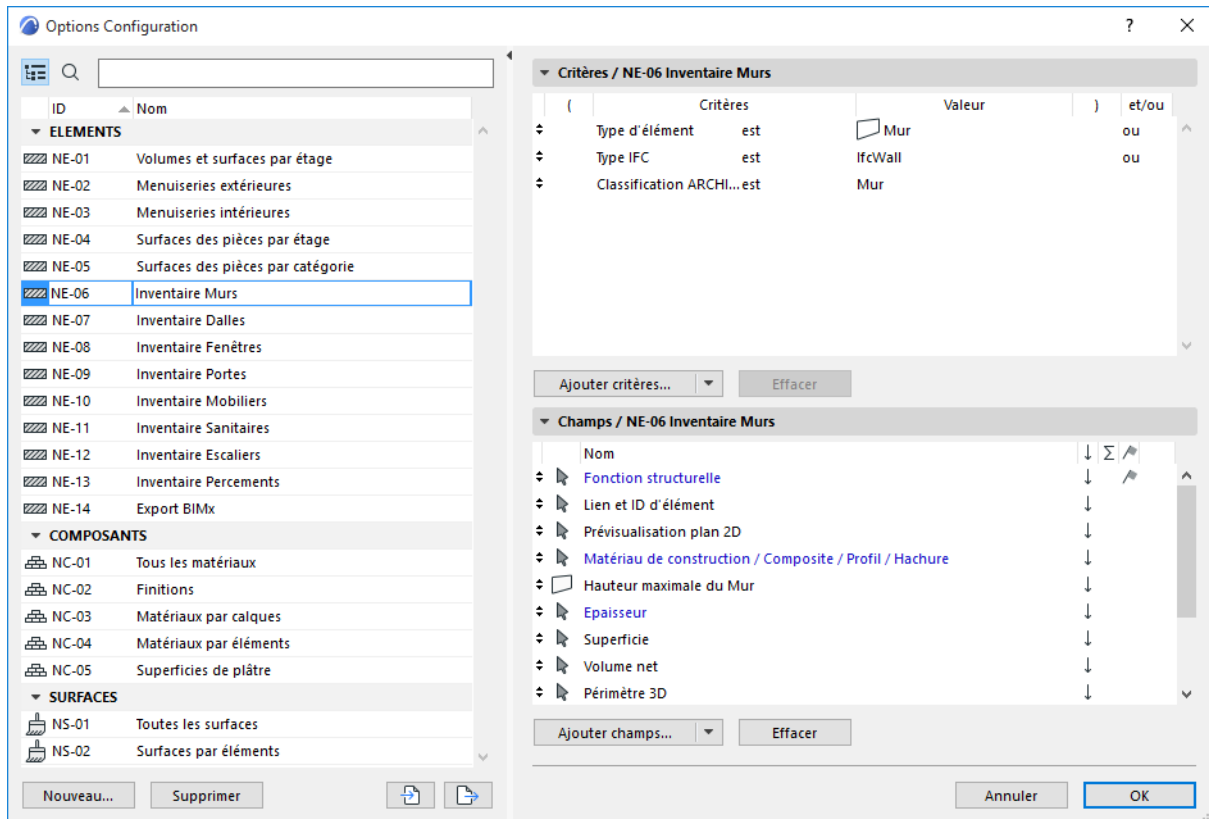 Options Configuration
?
ID Nom
ELEMENTS
NE-01 Volumes et surfaces par étage
NE-02 Menuiseries extérieures
NE-03 Menuiseries intérieures
NE-04 Surfaces des pièces par étage
NE-05 Surfaces des pièces par catégorie
NE-06 Inventaire Murs
NE-07 Inventaire Dalles
NE-08 Inventaire Fenêtres
NE-09 Inventaire Portes
NE-10 Inventaire Mobiliers
NE-11 Inventaire Sanitaires
NE-12 Inventaire Escaliers
NE-13 Inventaire Percements
NE-14 Export BIMx
COMPOSANTS
NC-01 Tous les matériaux
NC-02 Finitions
NC-03 Matériaux par calques
NC-04 Matériaux par éléments
NC-05 Superficies de plâtre
SURFACES
NS-01 Toutes les surfaces
NS-02 Surfaces par éléments
Nouveau... Supprimer
Critères / NE-06 Inventaire Murs
( Critères Valeur ) et/ou
Type d'élément est Mur ou
Type IFC est IfcWall ou
Classification ARCHI... est Mur
Ajouter critères... Effacer
Champs / NE-06 Inventaire Murs
Nom ↓ Σ
Fonction structurelle ↓
Lien et ID d'élément ↓
Prévisualisation plan 2D ↓
Matériau de construction / Composite / Profil / Hachure ↓
Hauteur maximale du Mur ↓
Epaisseur ↓
Superficie ↓
Volume net ↓
Périmètre 3D ↓
Ajouter champs... Effacer
Annuler OK